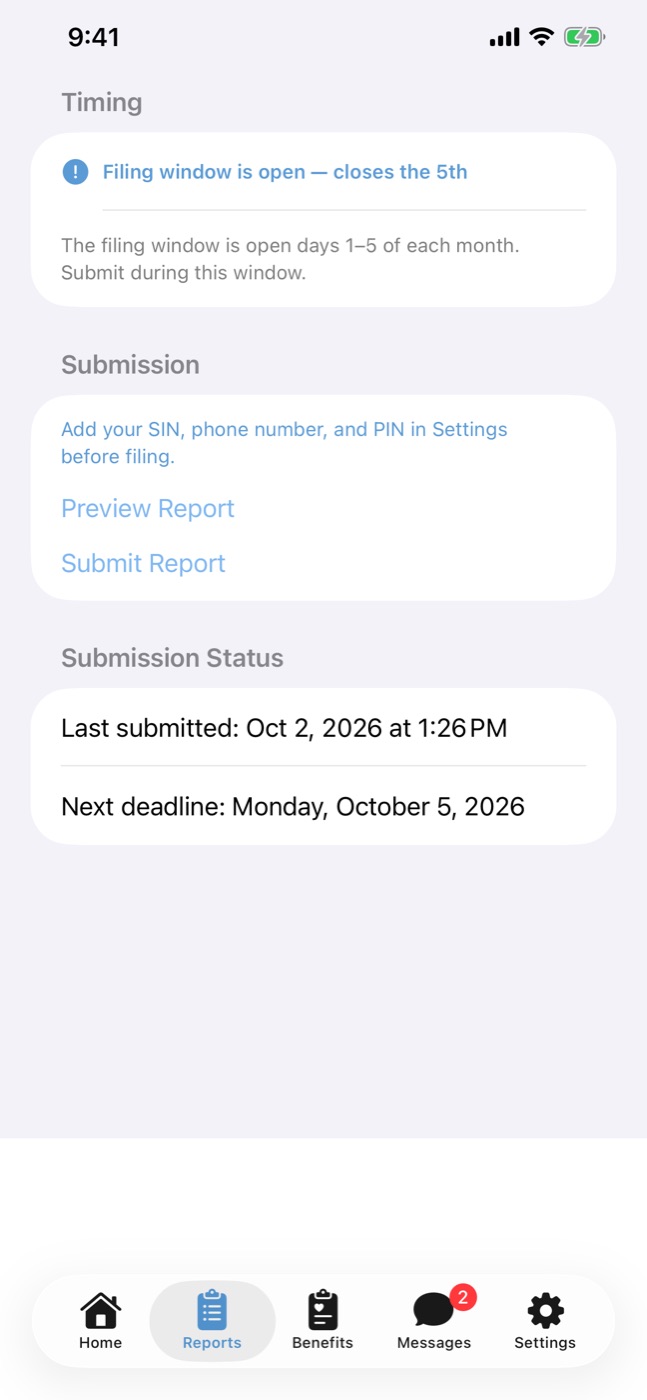 9:41
Timing
! Filing window is open — closes the 5th
The filing window is open days 1–5 of each month.
Submit during this window.
Submission
Add your SIN, phone number, and PIN in Settings
before filing.
Preview Report
Submit Report
Submission Status
Last submitted: Oct 2, 2026 at 1:26 PM
Next deadline: Monday, October 5, 2026
2
Home Reports Benefits Messages Settings